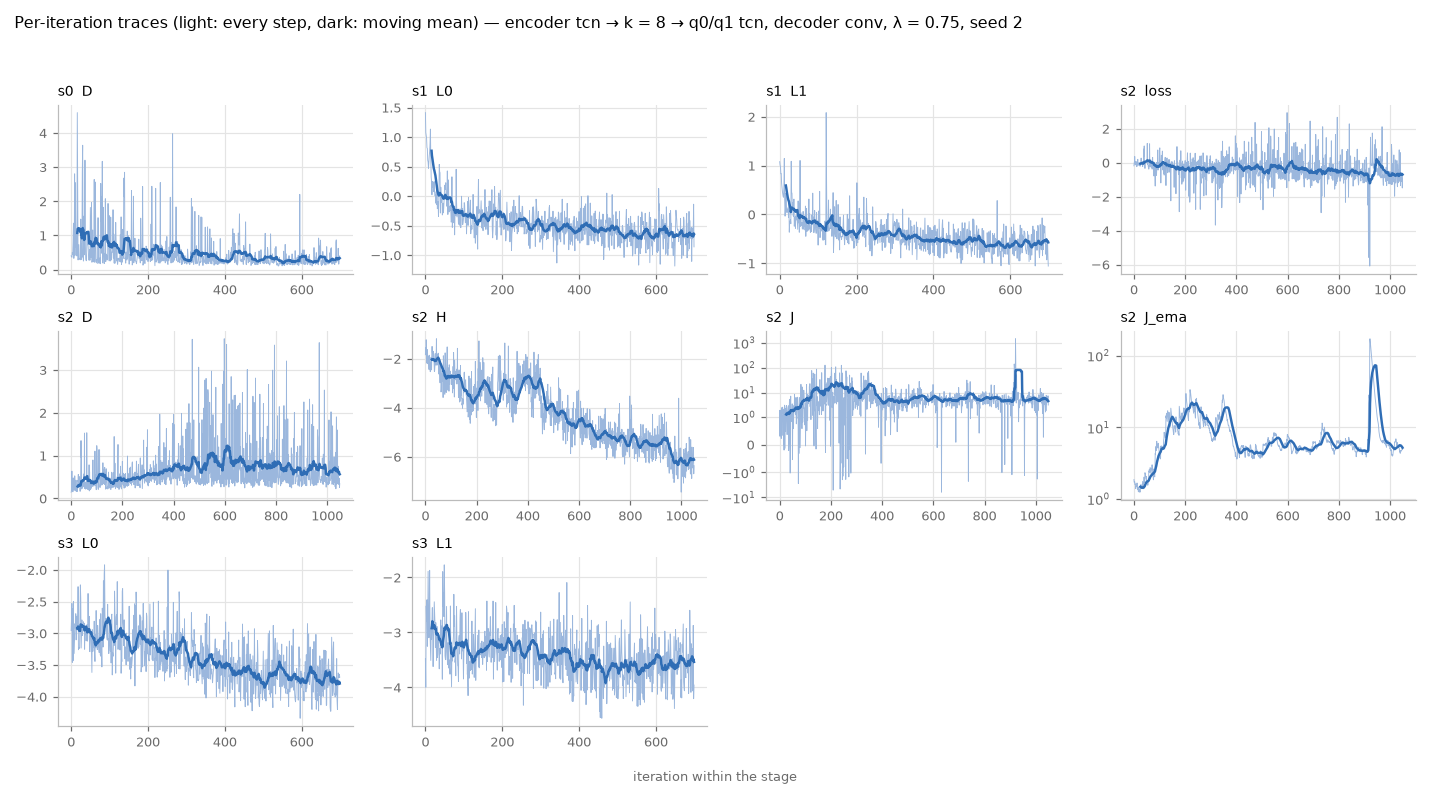 Per-iteration traces (light: every step, dark: moving mean) — encoder tcn → k = 8 → q0/q1 tcn, decoder conv, λ = 0.75, seed 2
s0 D
s1 L0
s1 L1
s2 loss
4
3
2
1
0
0 200 400 600
1.5
1.0
0.5
0.0
−0.5
−1.0
0 200 400 600
2
1
0
−1
0 200 400 600
2
0
−2
−4
−6
0 200 400 600 800 1000
s2 D
s2 H
s2 J
s2 J_ema
3
2
1
0
0 200 400 600 800 1000
−2
−4
−6
0 200 400 600 800 1000
10³
10²
10¹
10⁰
0
−10⁰
−10¹
0 200 400 600 800 1000
10²
10¹
10⁰
0 200 400 600 800 1000
s3 L0
s3 L1
−2.0
−2.5
−3.0
−3.5
−4.0
0 200 400 600
−2
−3
−4
0 200 400 600
iteration within the stage